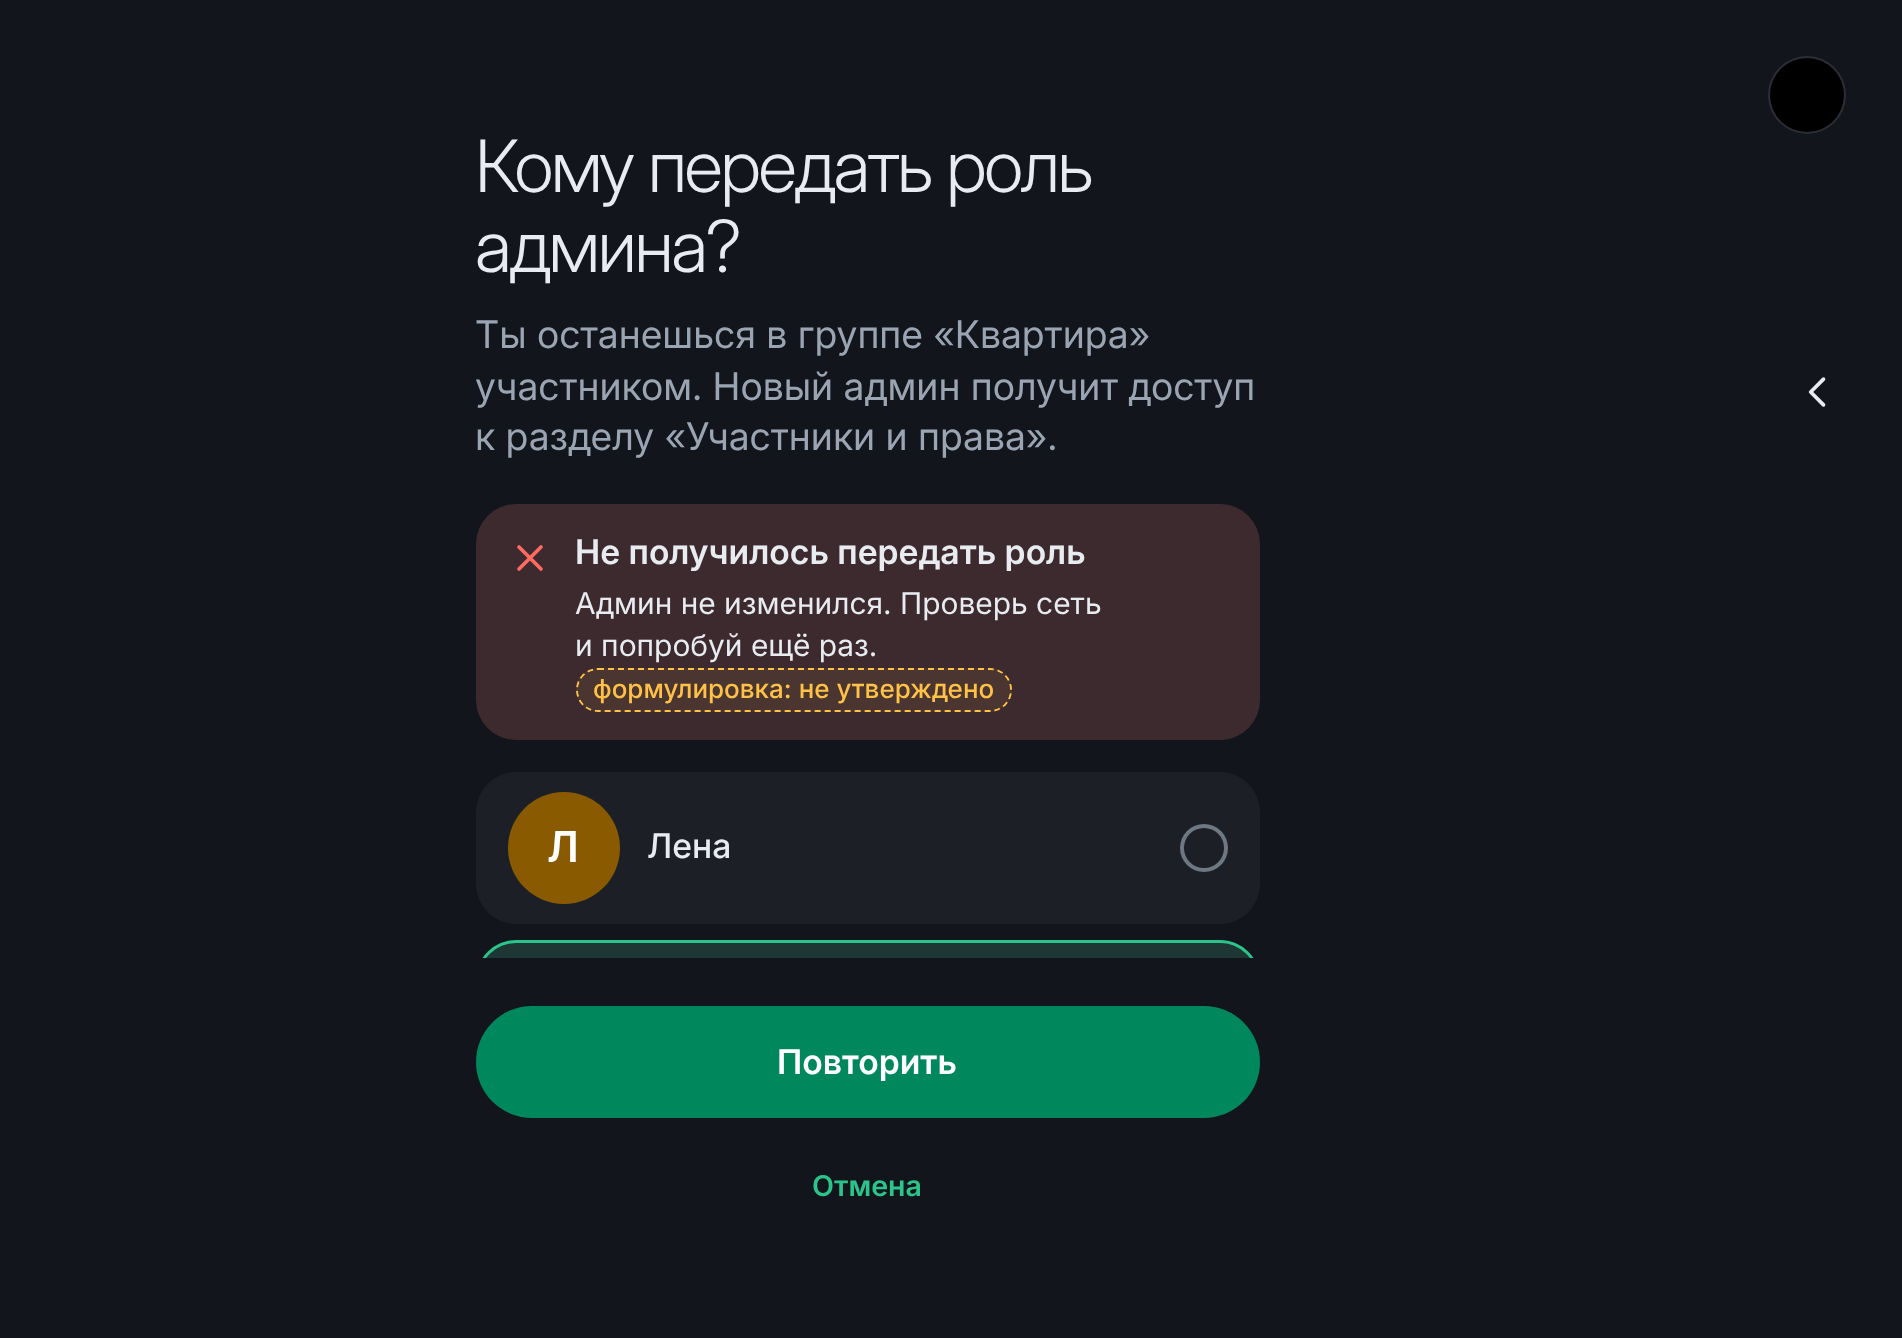 Кому передать роль
админа?
Ты останешься в группе «Квартира»
участником. Новый админ получит доступ
к разделу «Участники и права».
Не получилось передать роль
Админ не изменился. Проверь сеть
и попробуй ещё раз.
формулировка: не утверждено
Л
Лена
Повторить
Отмена